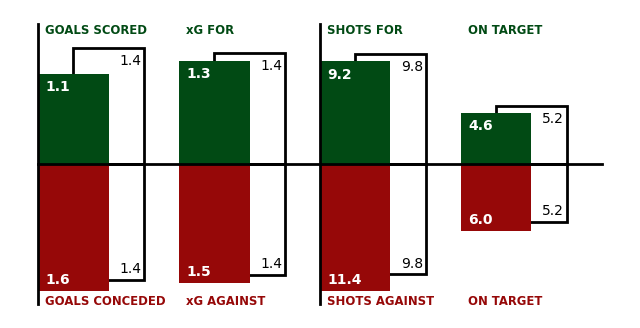 GOALS SCORED xG FOR SHOTS FOR ON TARGET
1.4 1.4 9.8
1.1 1.3 9.2
4.6 5.2
1.6 1.4 1.5 1.4 11.4 9.8 6.0 5.2
GOALS CONCEDED xG AGAINST SHOTS AGAINST ON TARGET